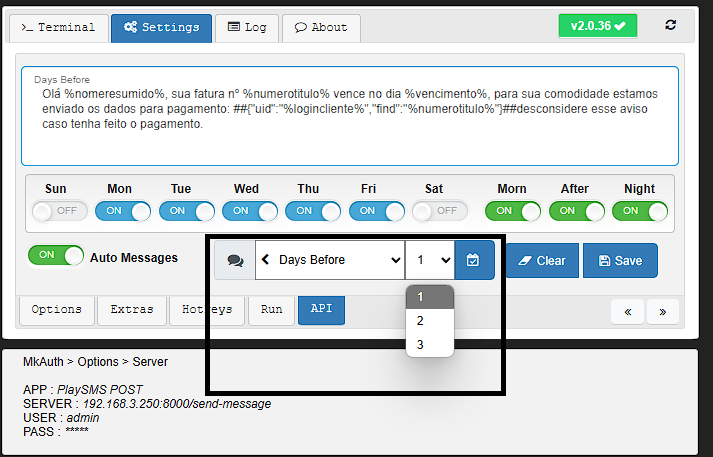 >_ Terminal
Settings
Log
About
v2.0.36
Days Before
Olá %nomeresumido%, sua fatura nº %numerotitulo% vence no dia %vencimento%, para sua comodidade estamos
enviado os dados para pagamento: ##{"uid":"%logincliente%","find":"%numerotitulo%"}##desconsidere esse aviso
caso tenha feito o pagamento.
Sun Mon Tue Wed Thu Fri Sat Morn After Night
OFF ON ON ON ON ON OFF ON ON ON
ON Auto Messages
Days Before
1
Clear
Save
1
2
3
Options
Extras
Hotkeys
Run
API
«
»
MkAuth > Options > Server
APP : PlaySMS POST
SERVER : 192.168.3.250:8000/send-message
USER : admin
PASS : *****